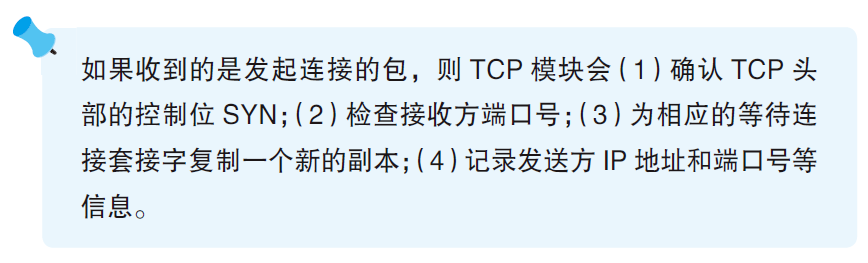 如果收到的是发起连接的包，则 TCP 模块会（1）确认 TCP 头
部的控制位 SYN；（2）检查接收方端口号；（3）为相应的等待连
接套接字复制一个新的副本；（4）记录发送方 IP 地址和端口号等
信息。